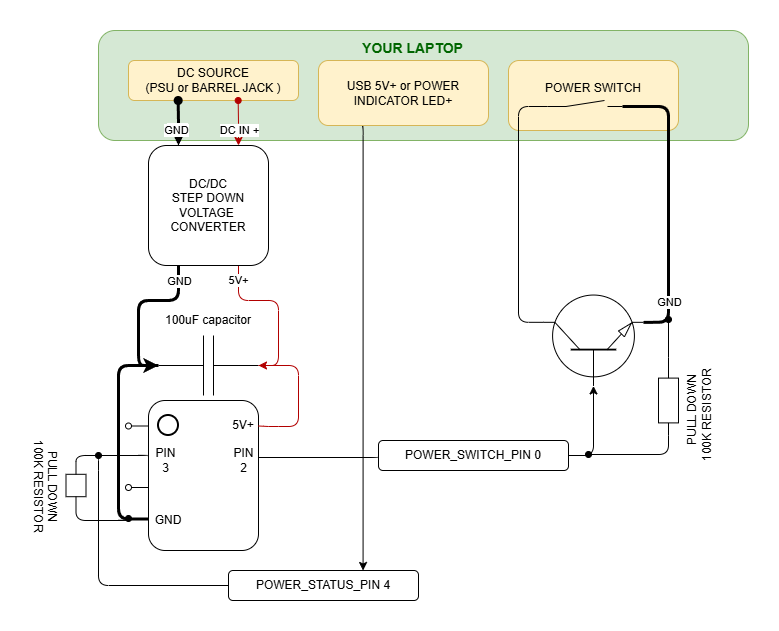 YOUR LAPTOP
DC SOURCE
(PSU or BARREL JACK )
USB 5V+ or POWER
INDICATOR LED+
POWER SWITCH
GND
DC IN +
DC/DC
STEP DOWN
VOLTAGE
CONVERTER
GND
5V+
100uF capacitor
GND
PULL DOWN
100K RESISTOR
5V+
PIN
3
PIN
2
GND
POWER_SWITCH_PIN 0
PULL DOWN
100K RESISTOR
POWER_STATUS_PIN 4